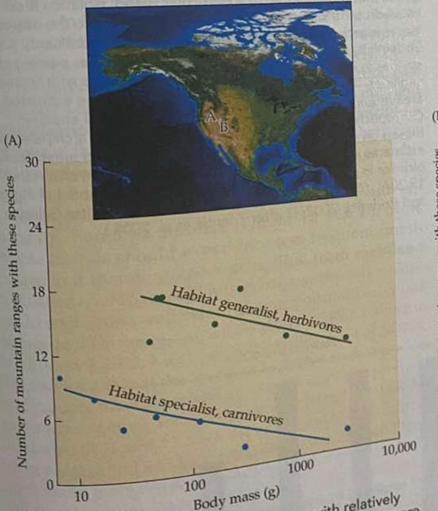 A
B
(A)
30
24
18
12
6
0
Number of mountain ranges with these species
Habitat generalist, herbivores
Habitat specialist, carnivores
10
100
1000
10,000
Body mass (g)
with relatively